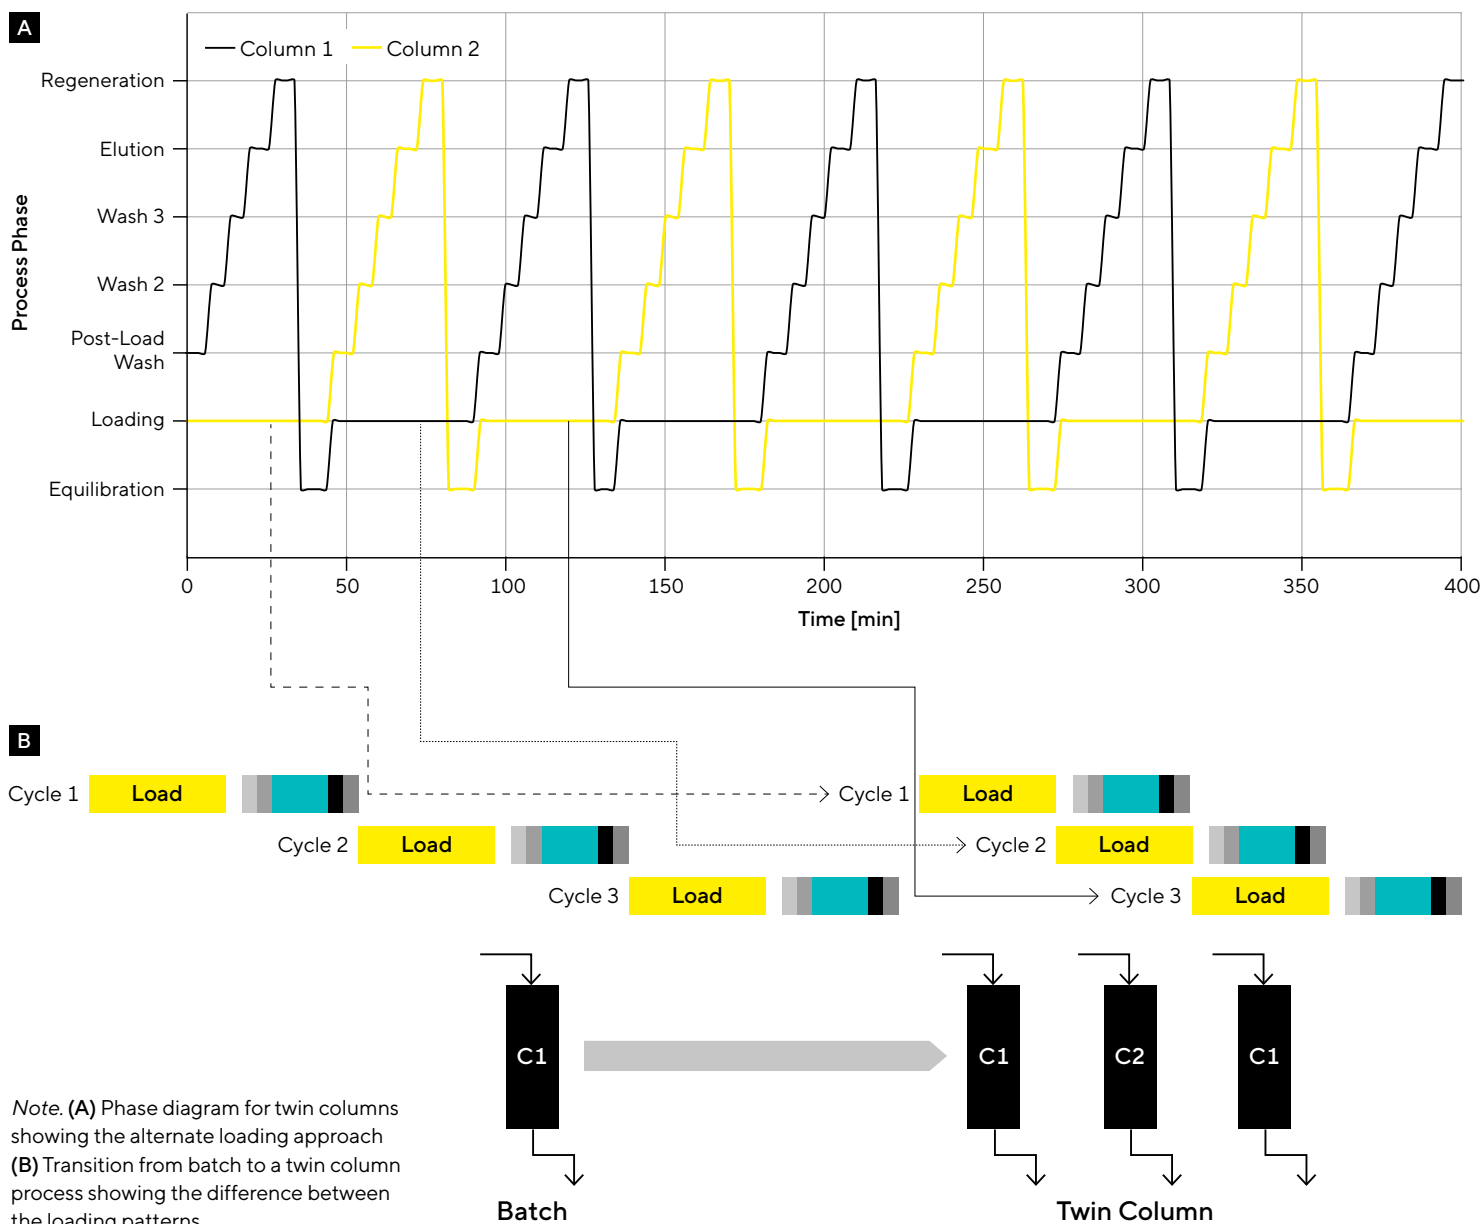 A
Column 1
Column 2
Process Phase
Regeneration
Elution
Wash 3
Wash 2
Post-Load
Wash
Loading
Equilibration
0 50 100 150 200 250 300 350 400
Time [min]
B
Cycle 1 Load Cycle 1 Load
Cycle 2 Load Cycle 2 Load
Cycle 3 Load Cycle 3 Load
C1 C1 C2 C1
Note. (A) Phase diagram for twin columns
showing the alternate loading approach
(B) Transition from batch to a twin column
process showing the difference between
the loading patterns
Batch Twin Column